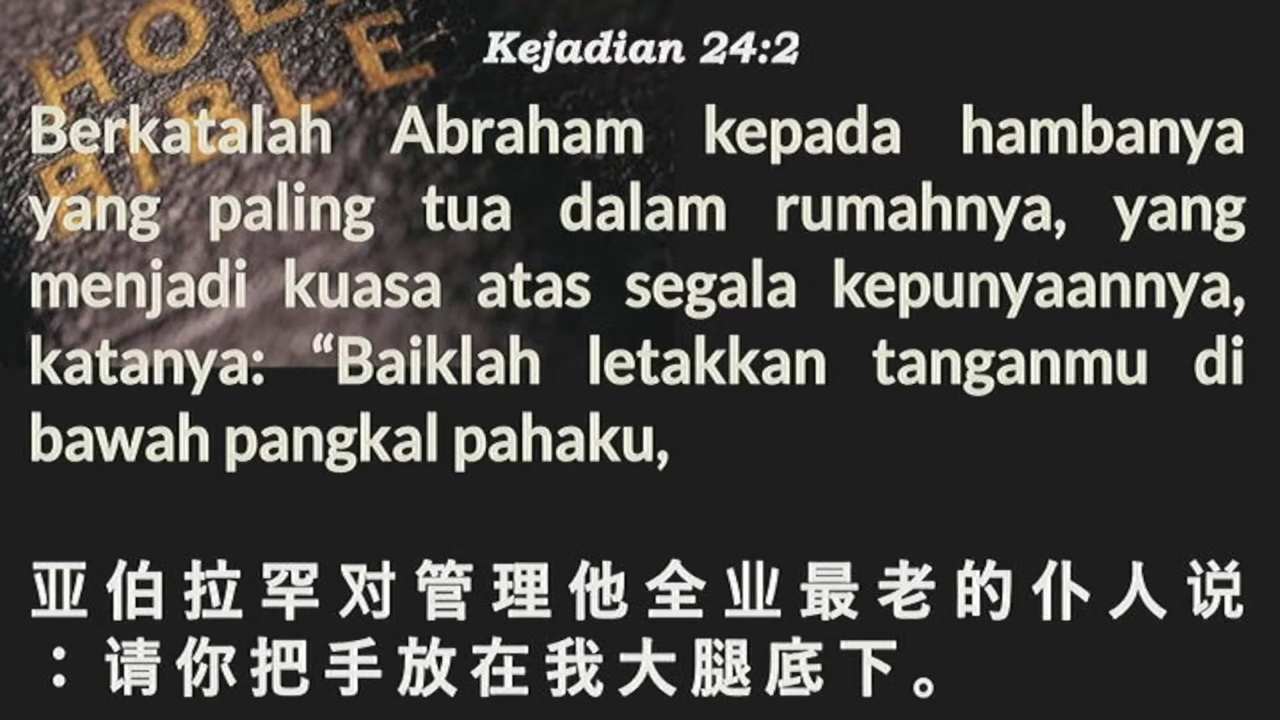 HOLY
BIBLE
Kejadian 24:2
Berkatalah Abraham kepada hambanya
yang paling tua dalam rumahnya, yang
menjadi kuasa atas segala kepunyaannya,
katanya: “Baiklah letakkan tanganmu di
bawah pangkal pahaku,
亚伯拉罕对管理他全业最老的仆人说
：请你把手放在我大腿底下。